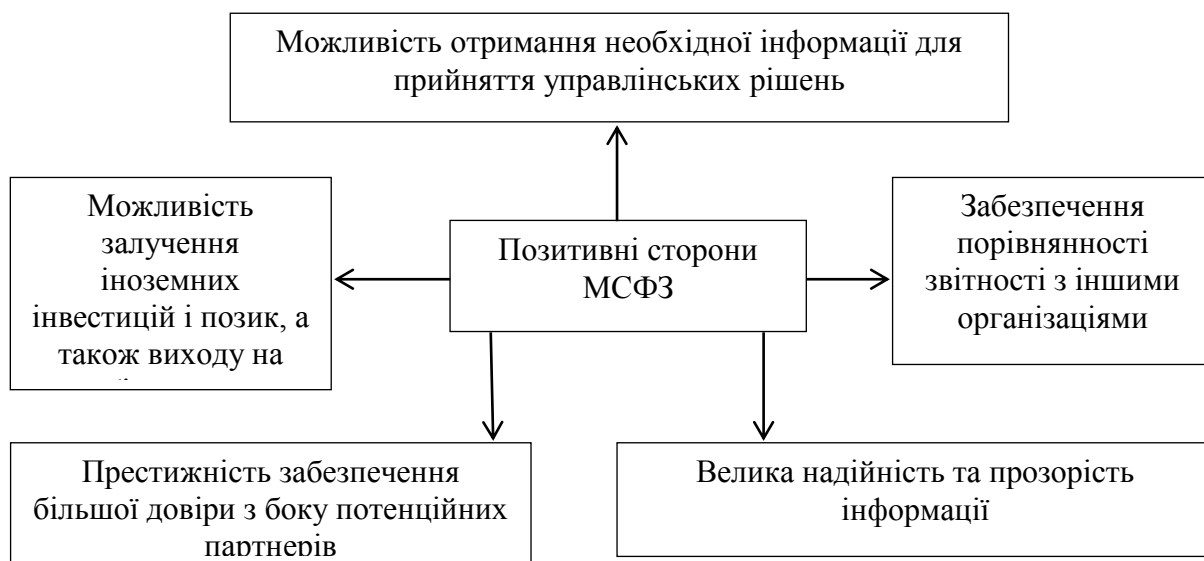 Можливість отримання необхідної інформації для
прийняття управлінських рішень
Можливість
залучення
іноземних
інвестицій і позик, а
також виходу на
Позитивні сторони
МСФЗ
Забезпечення
порівнянності
звітності з іншими
організаціями
Престижність забезпечення
більшої довіри з боку потенційних
партнерів
Велика надійність та прозорість
інформації